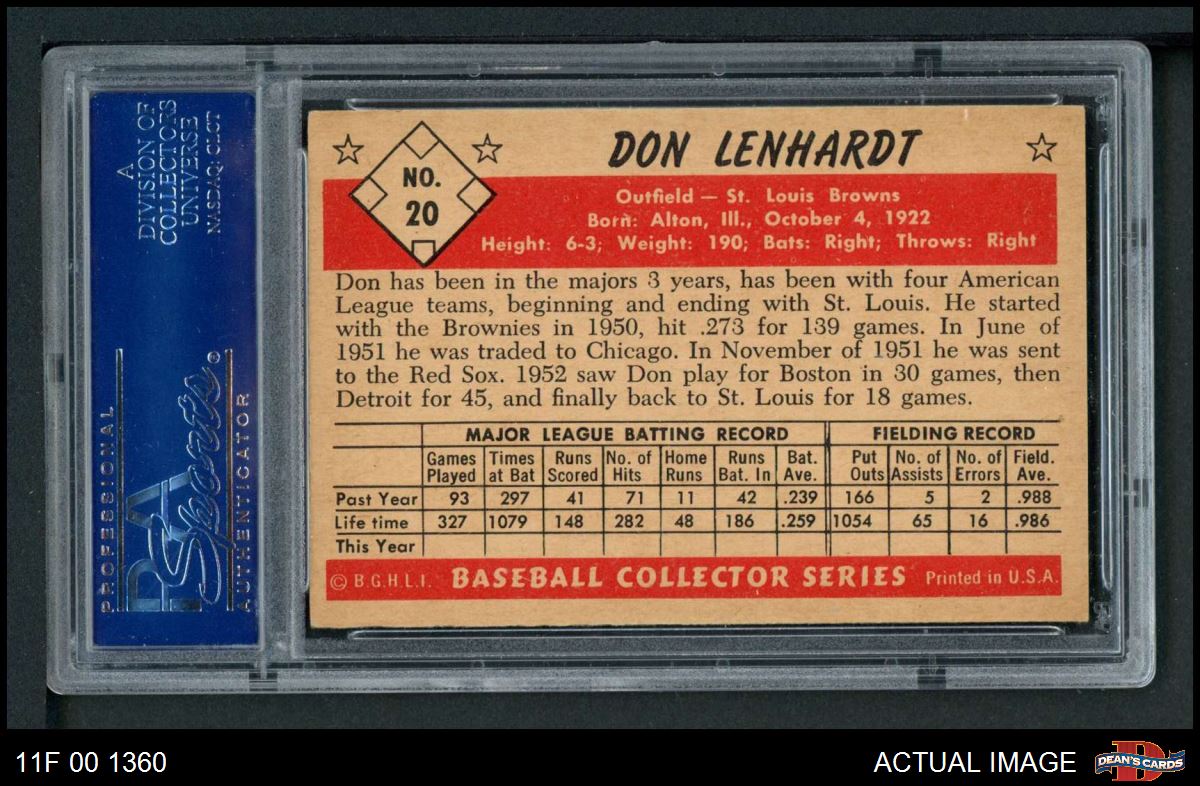 A
DIVISION OF
COLLECTORS
UNIVERSE
NASDAQ: CLCT
PROFESSIONAL
PSA
Sports®
AUTHENTICATOR
NO.
20
DON LENHARDT
Outfield — St. Louis Browns
Born: Alton, Ill., October 4, 1922
Height: 6-3; Weight: 190; Bats: Right; Throws: Right
Don has been in the majors 3 years, has been with four American
League teams, beginning and ending with St. Louis. He started
with the Brownies in 1950, hit .273 for 139 games. In June of
1951 he was traded to Chicago. In November of 1951 he was sent
to the Red Sox. 1952 saw Don play for Boston in 30 games, then
Detroit for 45, and finally back to St. Louis for 18 games.
MAJOR LEAGUE BATTING RECORD FIELDING RECORD
Games Times Runs No. of Home Runs Bat. Put No. of No. of Field.
Played at Bat Scored Hits Runs Bat. In Ave. Outs Assists Errors Ave.
Past Year 93 297 41 71 11 42 .239 166 5 2 .988
Life time 327 1079 148 282 48 186 .259 1054 65 16 .986
This Year
© B.G.H.L.I. BASEBALL COLLECTOR SERIES Printed in U.S.A.
11F 00 1360 ACTUAL IMAGE DEAN'S CARDS